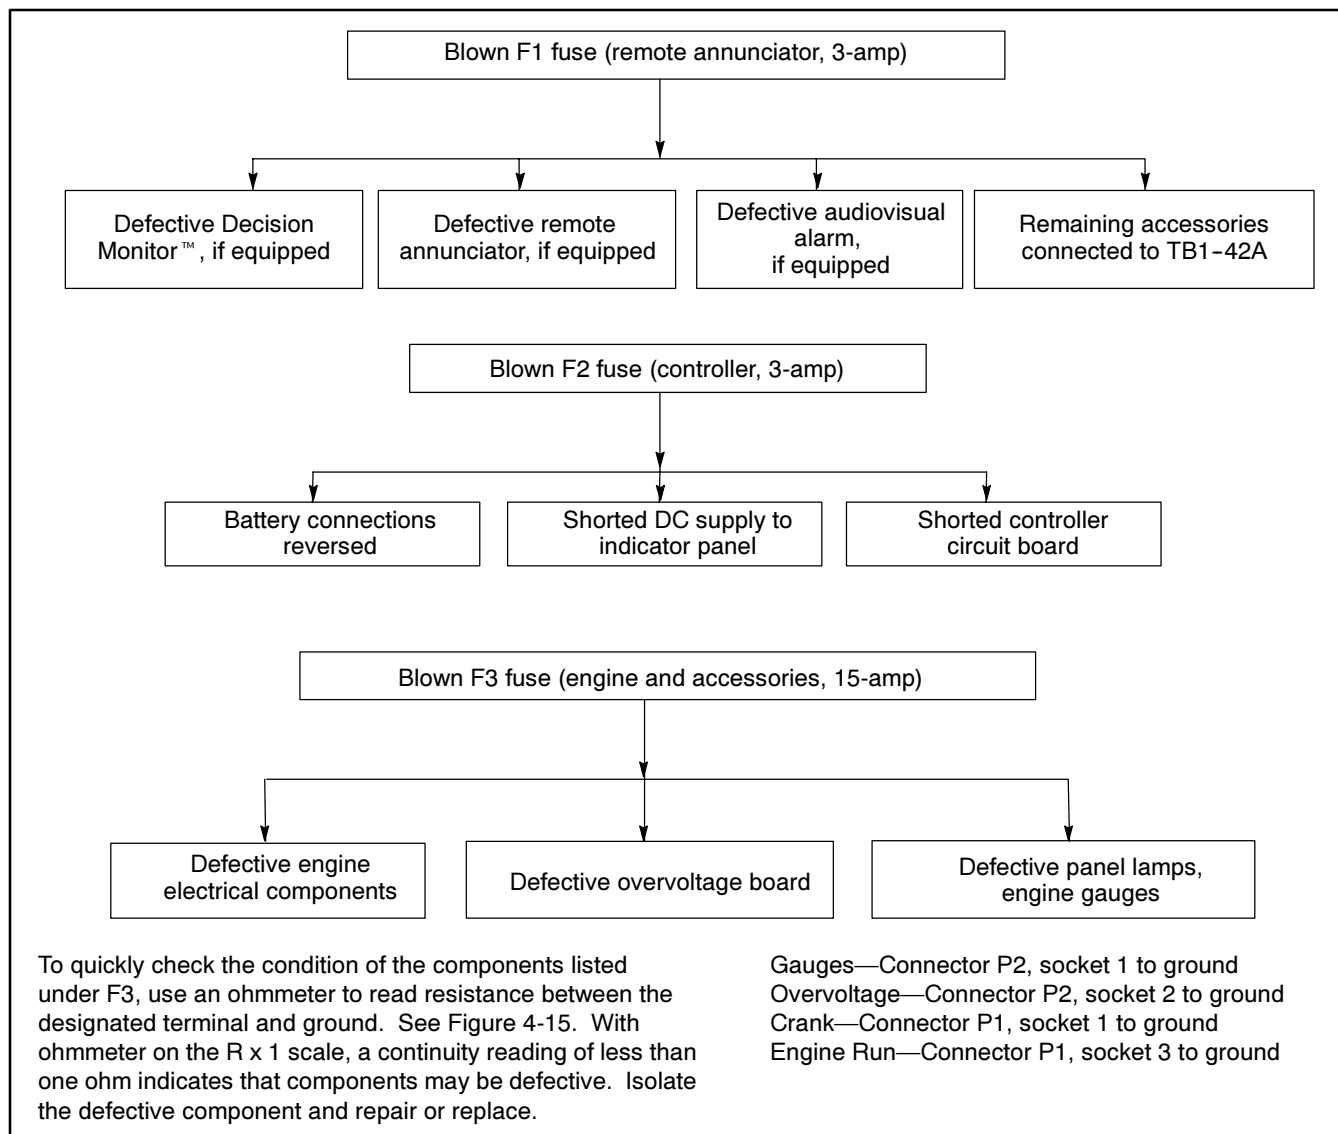 Blown F1 fuse (remote annunciator, 3-amp)
Defective Decision
Monitor™, if equipped
Defective remote
annunciator, if equipped
Defective audiovisual
alarm,
if equipped
Remaining accessories
connected to TB1-42A
Blown F2 fuse (controller, 3-amp)
Battery connections
reversed
Shorted DC supply to
indicator panel
Shorted controller
circuit board
Blown F3 fuse (engine and accessories, 15-amp)
Defective engine
electrical components
Defective overvoltage board
Defective panel lamps,
engine gauges
To quickly check the condition of the components listed
under F3, use an ohmmeter to read resistance between the
designated terminal and ground.  See Figure 4-15.  With
ohmmeter on the R x 1 scale, a continuity reading of less than
one ohm indicates that components may be defective.  Isolate
the defective component and repair or replace.
Gauges—Connector P2, socket 1 to ground
Overvoltage—Connector P2, socket 2 to ground
Crank—Connector P1, socket 1 to ground
Engine Run—Connector P1, socket 3 to ground